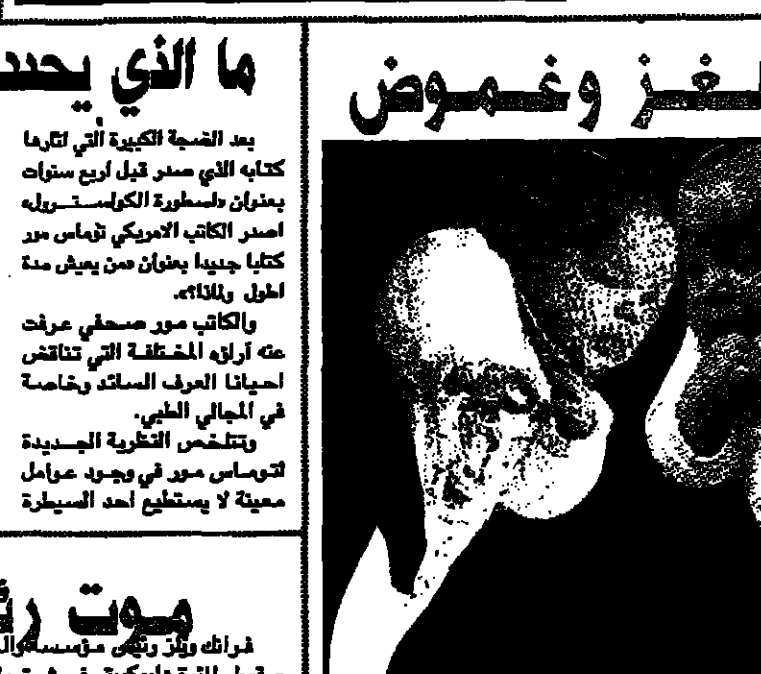 لغز وغموض
ما الذي يحدد
بعد الضجة الكبيرة التي اثارها
كتابه الذي صدر قبل اربع سنوات
بعنوان «اسطورة الكولسترول»
اصدر الكاتب الامريكي توماس مور
كتابا جديدا بعنوان «من يعيش مدة
اطول ولماذا؟».
والكاتب مور صحفي عرفت
عنه آراؤه المختلفة التي تناقض
احيانا العرف السائد وخاصة
في المجالي الطبي.
وتتلخص النظرية الجديدة
لتوماس مور في وجود عوامل
معينة لا يستطيع احد السيطرة
موت
فرانك ويلز مؤسسة